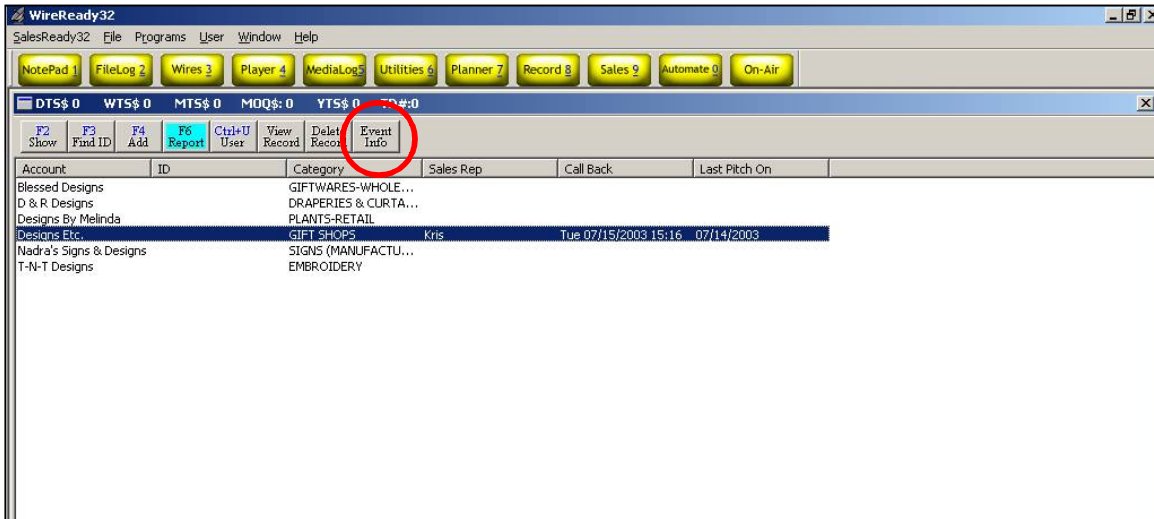 WireReady32
SalesReady32 File Programs User Window Help
NotePad 1 FileLog 2 Wires 3 Player 4 MediaLog5 Utilities 6 Planner 7 Record 8 Sales 9 Automate 0 On-Air
DTS$ 0 WTS$ 0 MTS$ 0 MOQ$: 0 YTS$ 0 TO#:0
F2 Show F3 Find ID F4 Add F6 Report Ctrl+U User View Record Delete Record Event Info
Account ID Category Sales Rep Call Back Last Pitch On
Blessed Designs GIFTWARES-WHOLE...
D & R Designs DRAPERIES & CURTA...
Designs By Melinda PLANTS-RETAIL
Designs Etc. GIFT SHOPS Kris Tue 07/15/2003 15:16 07/14/2003
Nadra's Signs & Designs SIGNS (MANUFACTU...
T-N-T Designs EMBROIDERY